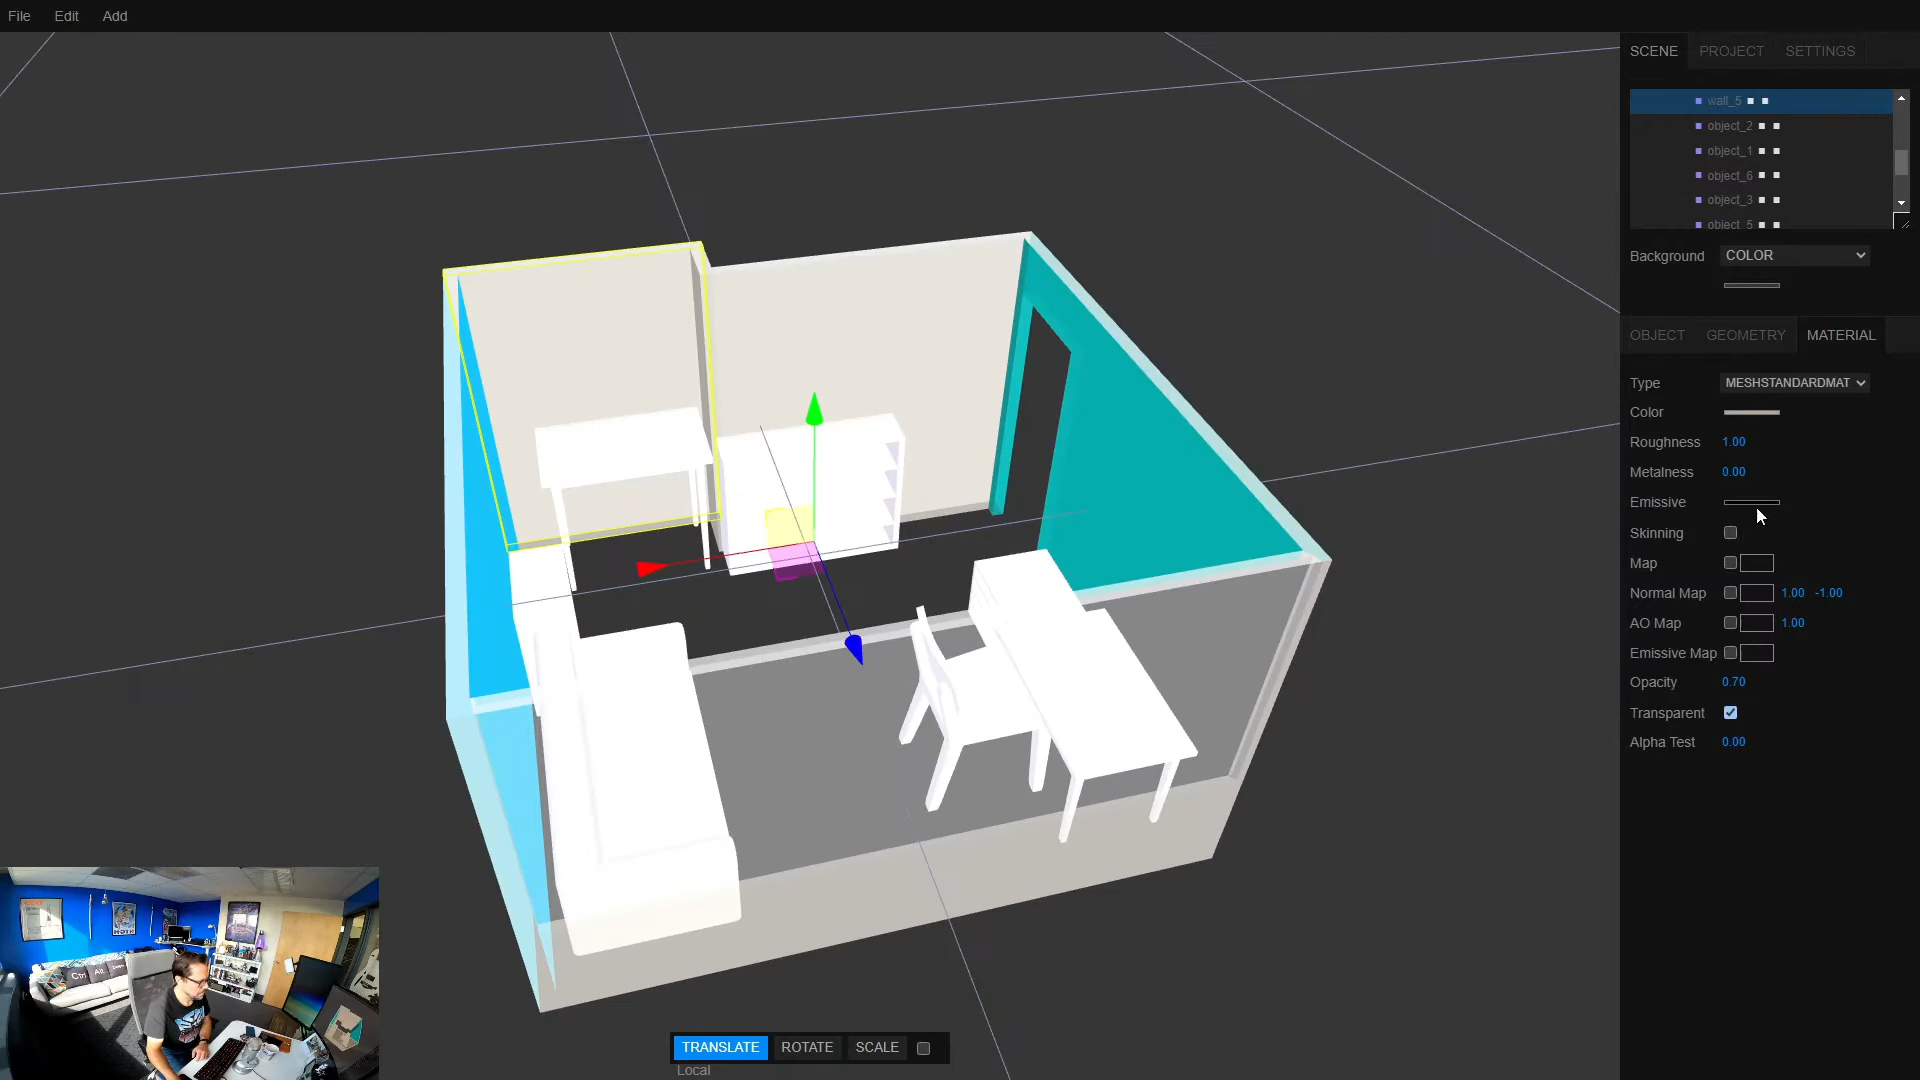 File Edit Add
SCENE PROJECT SETTINGS
wall_5
object_2
object_1
object_6
object_3
object_5
Background COLOR
OBJECT GEOMETRY MATERIAL
Type MESHSTANDARDMAT
Color
Roughness 1.00
Metalness 0.00
Emissive
Skinning
Map
Normal Map 1.00 -1.00
AO Map 1.00
Emissive Map
Opacity 0.70
Transparent
Alpha Test 0.00
Ctrl Alt
TRANSLATE ROTATE SCALE
Local